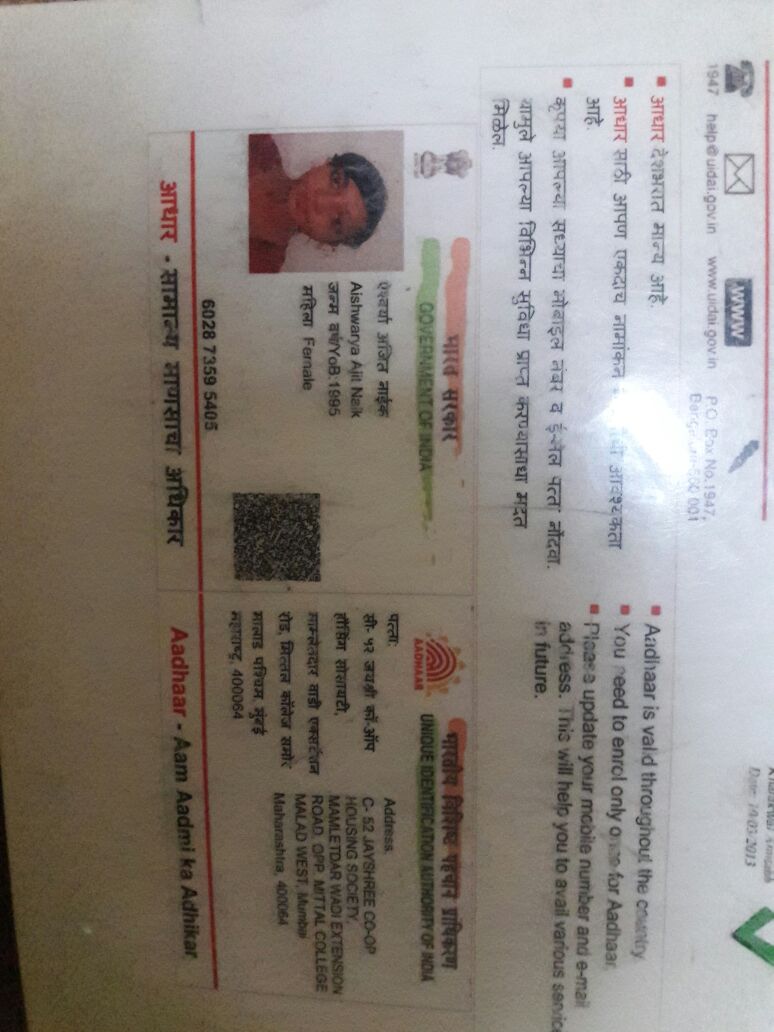 Date: 10/03/2013
1947
help@uidai.gov.in
www
www.uidai.gov.in
P.O. Box No.1947,
आधार देशभरात मान्य आहे.
आधार साठी आपण एकदाच नामांकन आवश्यकता
आहे.
कृपया आपल्या सध्याचा मोबाइल नंबर व ई-मेल पत्ता नोंदवा.
यामुळे आपल्या विभिन्न सुविधा प्राप्त करण्यासाठी मदत
मिळेल.
Aadhaar is valid throughout the country
You need to enrol only once for Aadhaar
Please update your mobile number and e-mail
address. This will help you to avail various
in future.
भारत सरकार
GOVERNMENT OF INDIA
ऐश्वर्या अजित नाईक
Aishwarya Ajit Naik
जन्म वर्ष/YoB:1995
महिला Female
6028 7359 5405
आधार - सामान्य माणसाचा अधिकार
भारतीय विशिष्ट पहचान प्राधिकरण
UNIQUE IDENTIFICATION AUTHORITY OF INDIA
AADHAAR
पत्ता:
सी- ५२ जयश्री कॉ-ऑप
हौसिंग सोसायटी,
मामलेतदार वाडी एक्सटेंशन
रोड, मित्तल कॉलेज समोर
मालाड पश्चिम, मुंबई
महाराष्ट्र, 400064
Address:
C- 52 JAYSHREE CO-OP
HOUSING SOCIETY,
MAMLETDAR WADI EXTENSION
ROAD, OPP. MITTAL COLLEGE
MALAD WEST, Mumbai
Maharashtra, 400064
Aadhaar - Aam Aadmi ka Adhikar